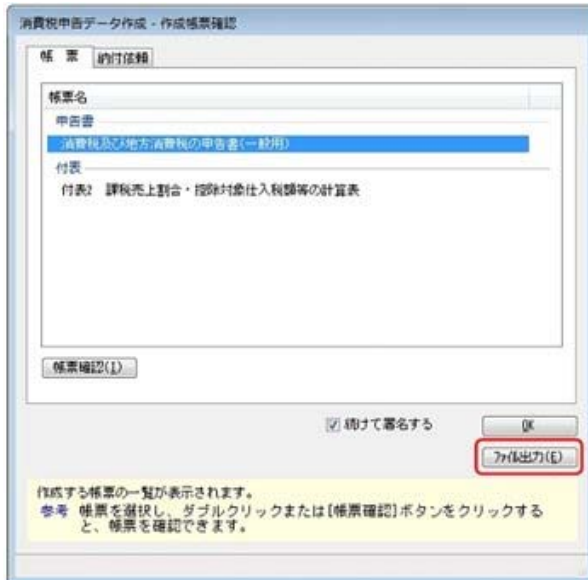 消費税申告データ作成 - 作成帳票確認
帳 票 納付依頼
帳票名
申告書
消費税及び地方消費税の申告書(一般用)
付表
付表2 課税売上割合・控除対象仕入税額等の計算表
帳票確認(I)
続けて署名する OK
ファイル出力(E)
作成する帳票の一覧が表示されます。
参考 帳票を選択し、ダブルクリックまたは[帳票確認]ボタンをクリックする
と、帳票を確認できます。